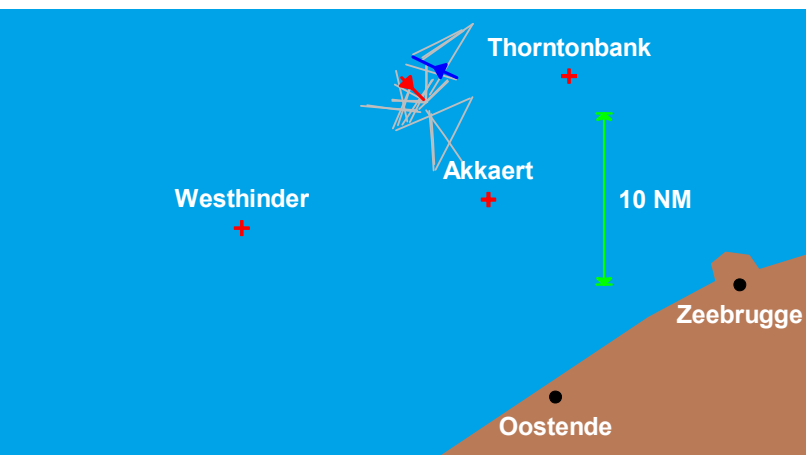 Thorntonbank
Akkaert
Westhinder
10 NM
Zeebrugge
Oostende